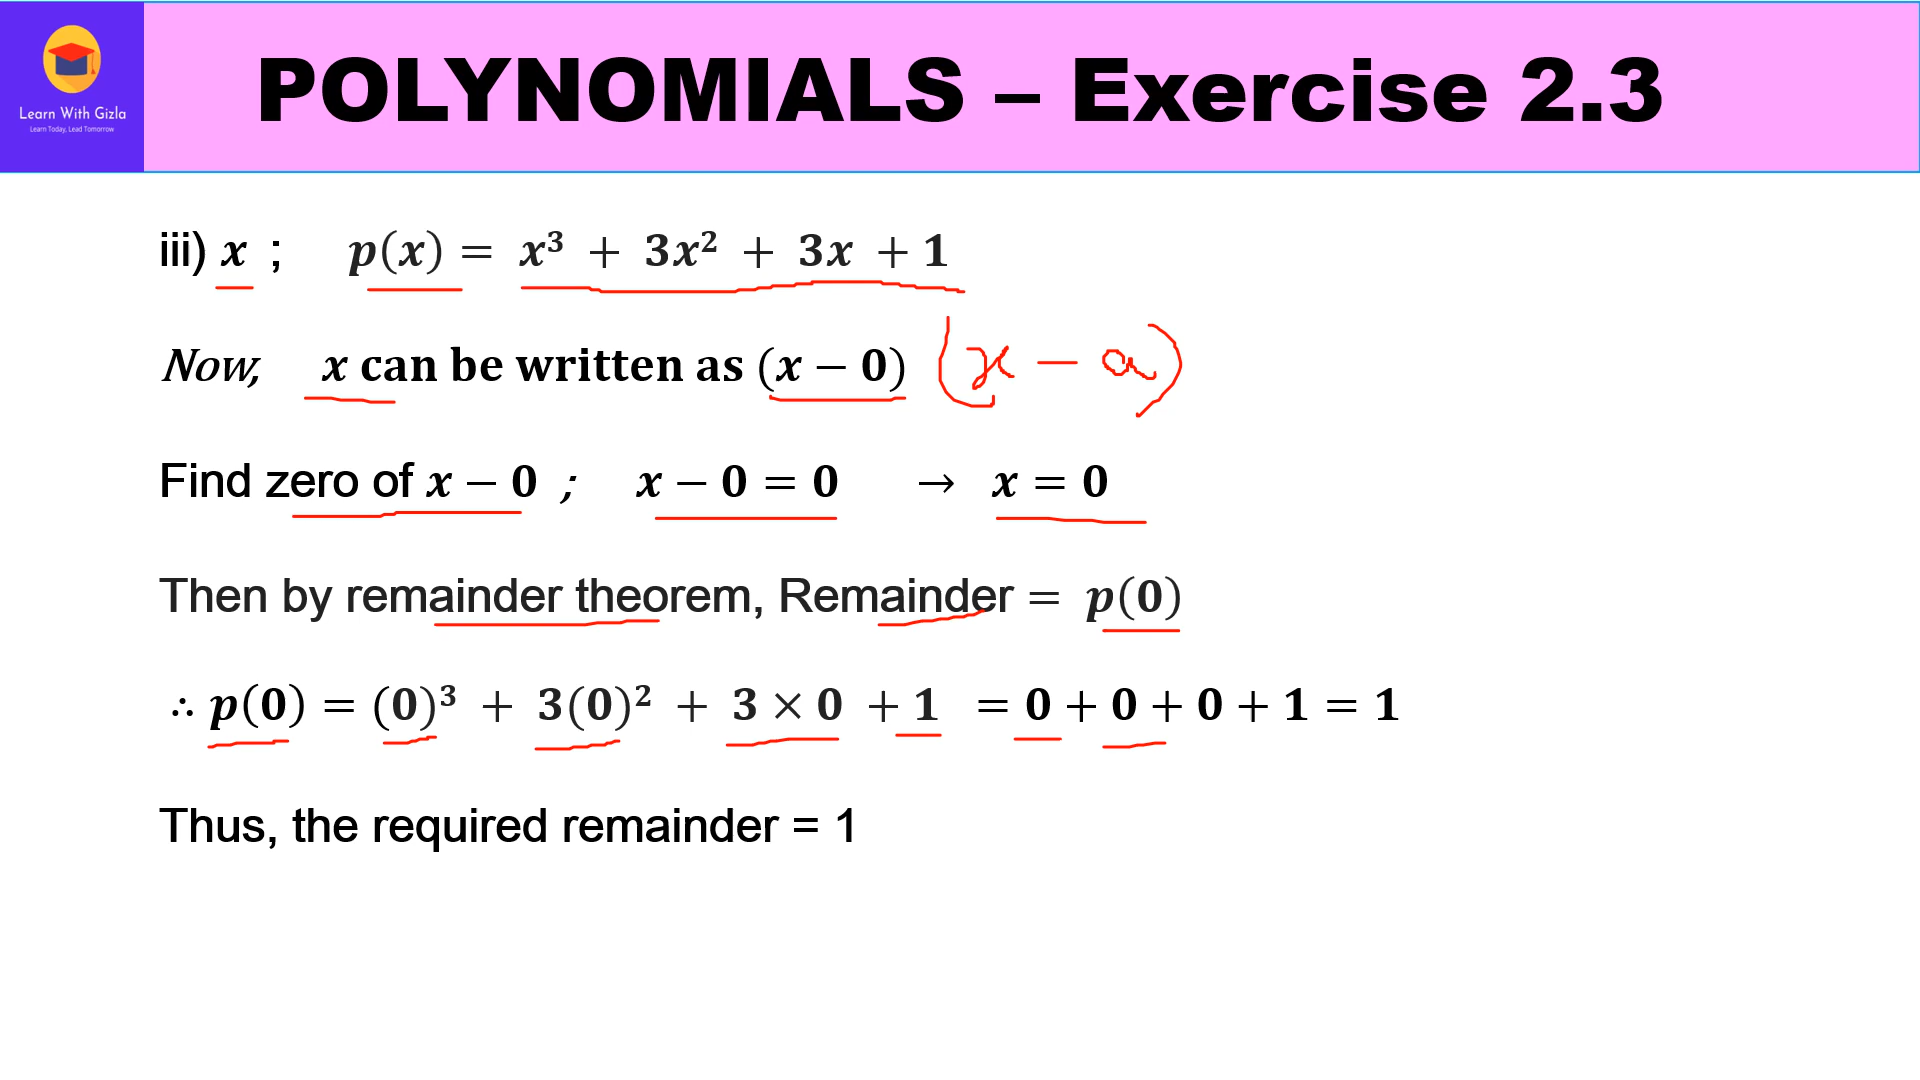 POLYNOMIALS – Exercise 2.3
Learn With Gizla
Learn Today, Lead Tomorrow
iii) x ; p(x) = x³ + 3x² + 3x + 1
Now, x can be written as (x − 0) (x − a)
Find zero of x − 0 ; x − 0 = 0 → x = 0
Then by remainder theorem, Remainder = p(0)
∴ p(0) = (0)³ + 3(0)² + 3 × 0 + 1 = 0 + 0 + 0 + 1 = 1
Thus, the required remainder = 1